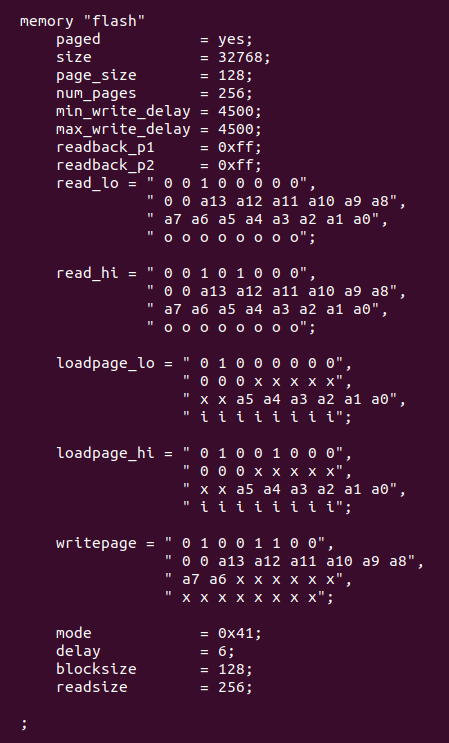 memory "flash"
    paged           = yes;
    size            = 32768;
    page_size       = 128;
    num_pages       = 256;
    min_write_delay = 4500;
    max_write_delay = 4500;
    readback_p1     = 0xff;
    readback_p2     = 0xff;
    read_lo = " 0 0 1 0 0 0 0 0",
              " 0 0 a13 a12 a11 a10 a9 a8",
              " a7 a6 a5 a4 a3 a2 a1 a0",
              " o o o o o o o o";

    read_hi = " 0 0 1 0 1 0 0 0",
              " 0 0 a13 a12 a11 a10 a9 a8",
              " a7 a6 a5 a4 a3 a2 a1 a0",
              " o o o o o o o o";

    loadpage_lo = " 0 1 0 0 0 0 0 0",
                  " 0 0 0 x x x x x",
                  " x x a5 a4 a3 a2 a1 a0",
                  " i i i i i i i i";

    loadpage_hi = " 0 1 0 0 1 0 0 0",
                  " 0 0 0 x x x x x",
                  " x x a5 a4 a3 a2 a1 a0",
                  " i i i i i i i i";

    writepage = " 0 1 0 0 1 1 0 0",
                " 0 0 a13 a12 a11 a10 a9 a8",
                " a7 a6 x x x x x x",
                " x x x x x x x x";

    mode            = 0x41;
    delay           = 6;
    blocksize       = 128;
    readsize        = 256;

;